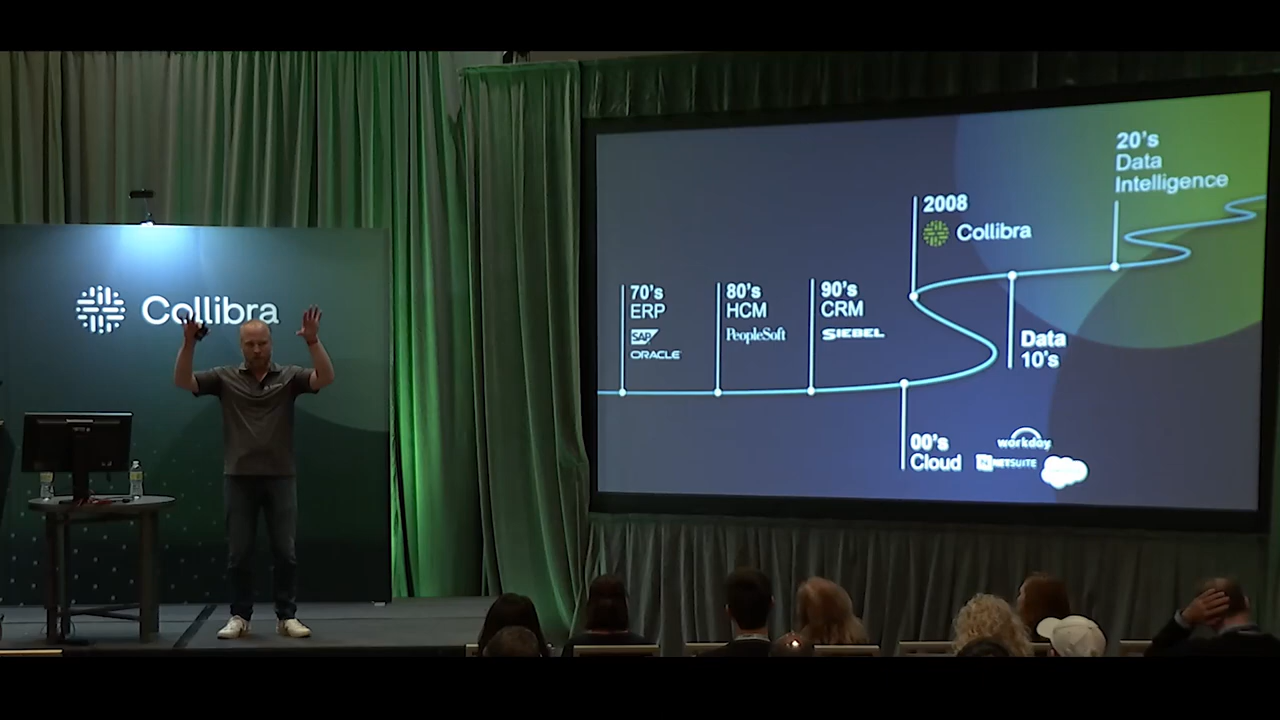 Collibra
70's
ERP
SAP
ORACLE
80's
HCM
PeopleSoft
90's
CRM
SIEBEL
00's
Cloud
workday
N NETSUITE
2008
Collibra
Data
10's
20's
Data
Intelligence